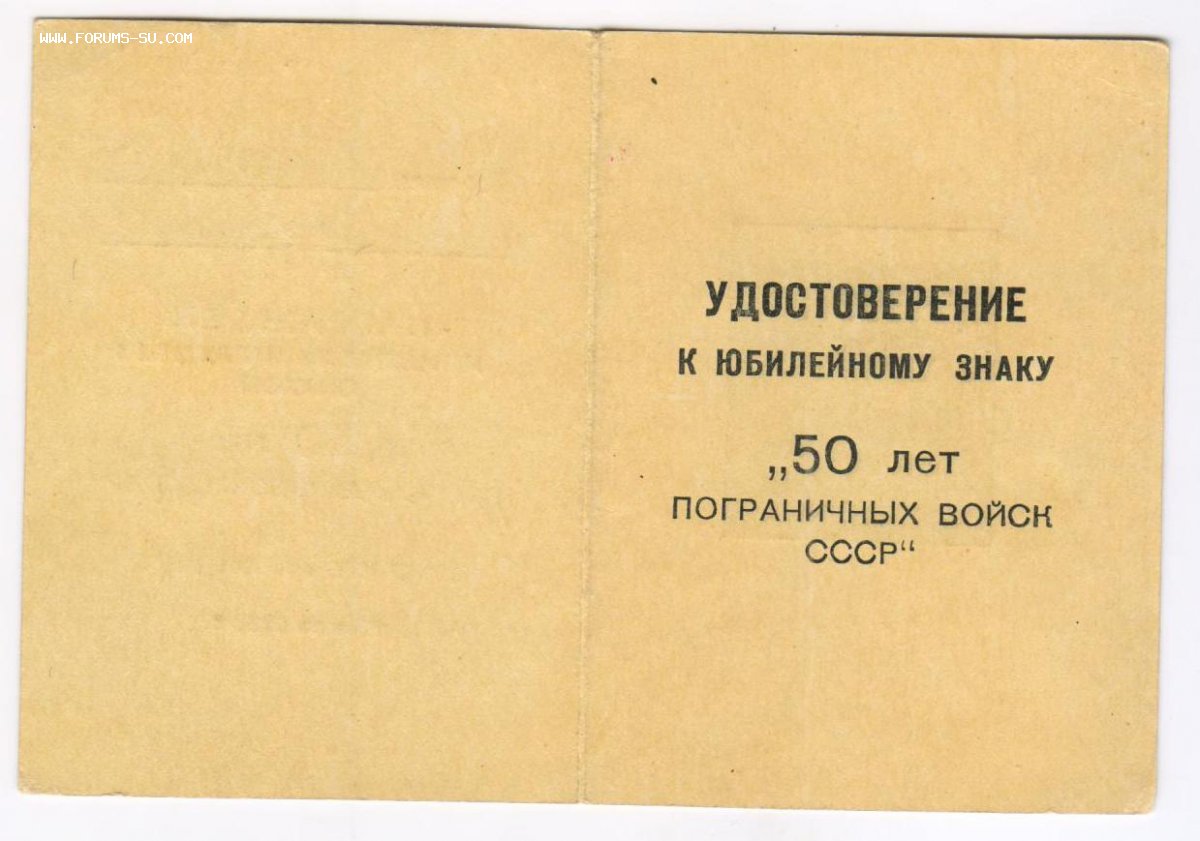 WWW.FORUMS-SU.COM
УДОСТОВЕРЕНИЕ
К ЮБИЛЕЙНОМУ ЗНАКУ
„50 лет
ПОГРАНИЧНЫХ ВОЙСК
СССР“